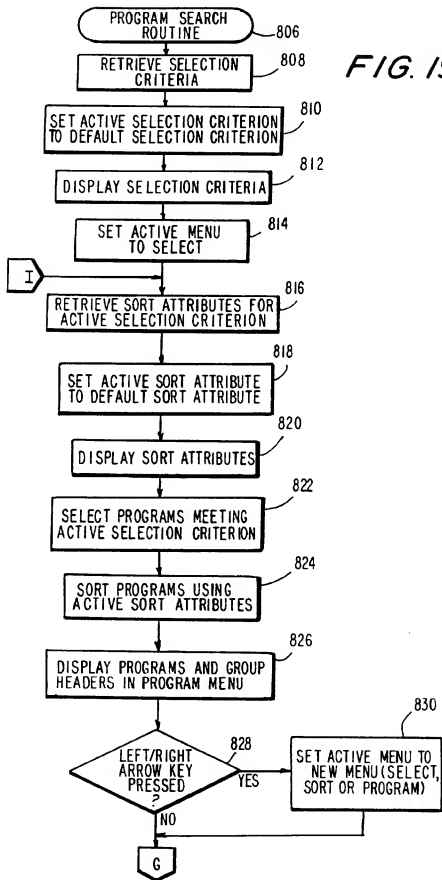 PROGRAM SEARCH
ROUTINE
806
FIG. 15
RETRIEVE SELECTION
CRITERIA
808
SET ACTIVE SELECTION CRITERION
TO DEFAULT SELECTION CRITERION
810
DISPLAY SELECTION CRITERIA
812
SET ACTIVE MENU
TO SELECT
814
I
RETRIEVE SORT ATTRIBUTES FOR
ACTIVE SELECTION CRITERION
816
SET ACTIVE SORT ATTRIBUTE
TO DEFAULT SORT ATTRIBUTE
818
DISPLAY SORT ATTRIBUTES
820
SELECT PROGRAMS MEETING
ACTIVE SELECTION CRITERION
822
SORT PROGRAMS USING
ACTIVE SORT ATTRIBUTES
824
DISPLAY PROGRAMS AND GROUP
HEADERS IN PROGRAM MENU
826
LEFT/RIGHT
ARROW KEY
PRESSED
?
828
YES
NO
SET ACTIVE MENU TO
NEW MENU (SELECT,
SORT OR PROGRAM)
830
G